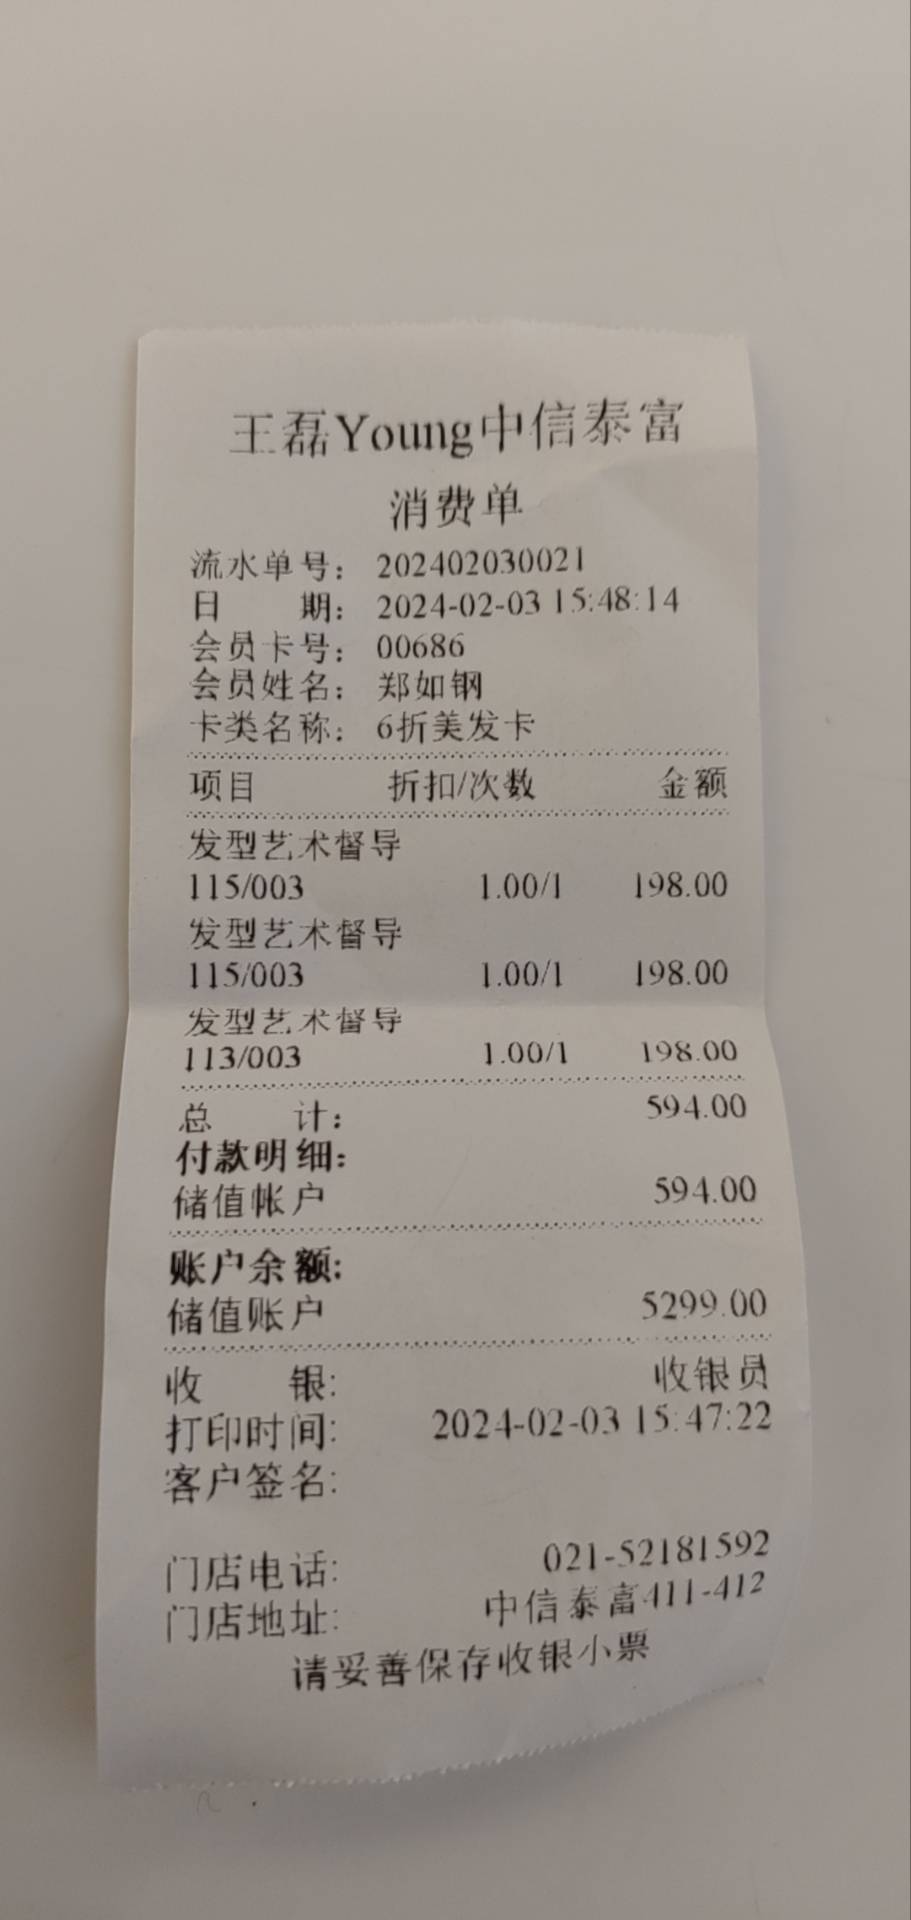 王磊Young中信泰富
消费单
流水单号： 202402030021
日 期： 2024-02-03 15:48:14
会员卡号： 00686
会员姓名： 郑如钢
卡类名称： 6折美发卡
项目 折扣/次数 金额
发型艺术督导
115/003 1.00/1 198.00
发型艺术督导
115/003 1.00/1 198.00
发型艺术督导
113/003 1.00/1 198.00
总 计： 594.00
付款明细：
储值帐户 594.00
账户余额:
储值账户 5299.00
收 银: 收银员
打印时间: 2024-02-03 15:47:22
客户签名:
门店电话: 021-52181592
门店地址: 中信泰富411-412
请妥善保存收银小票